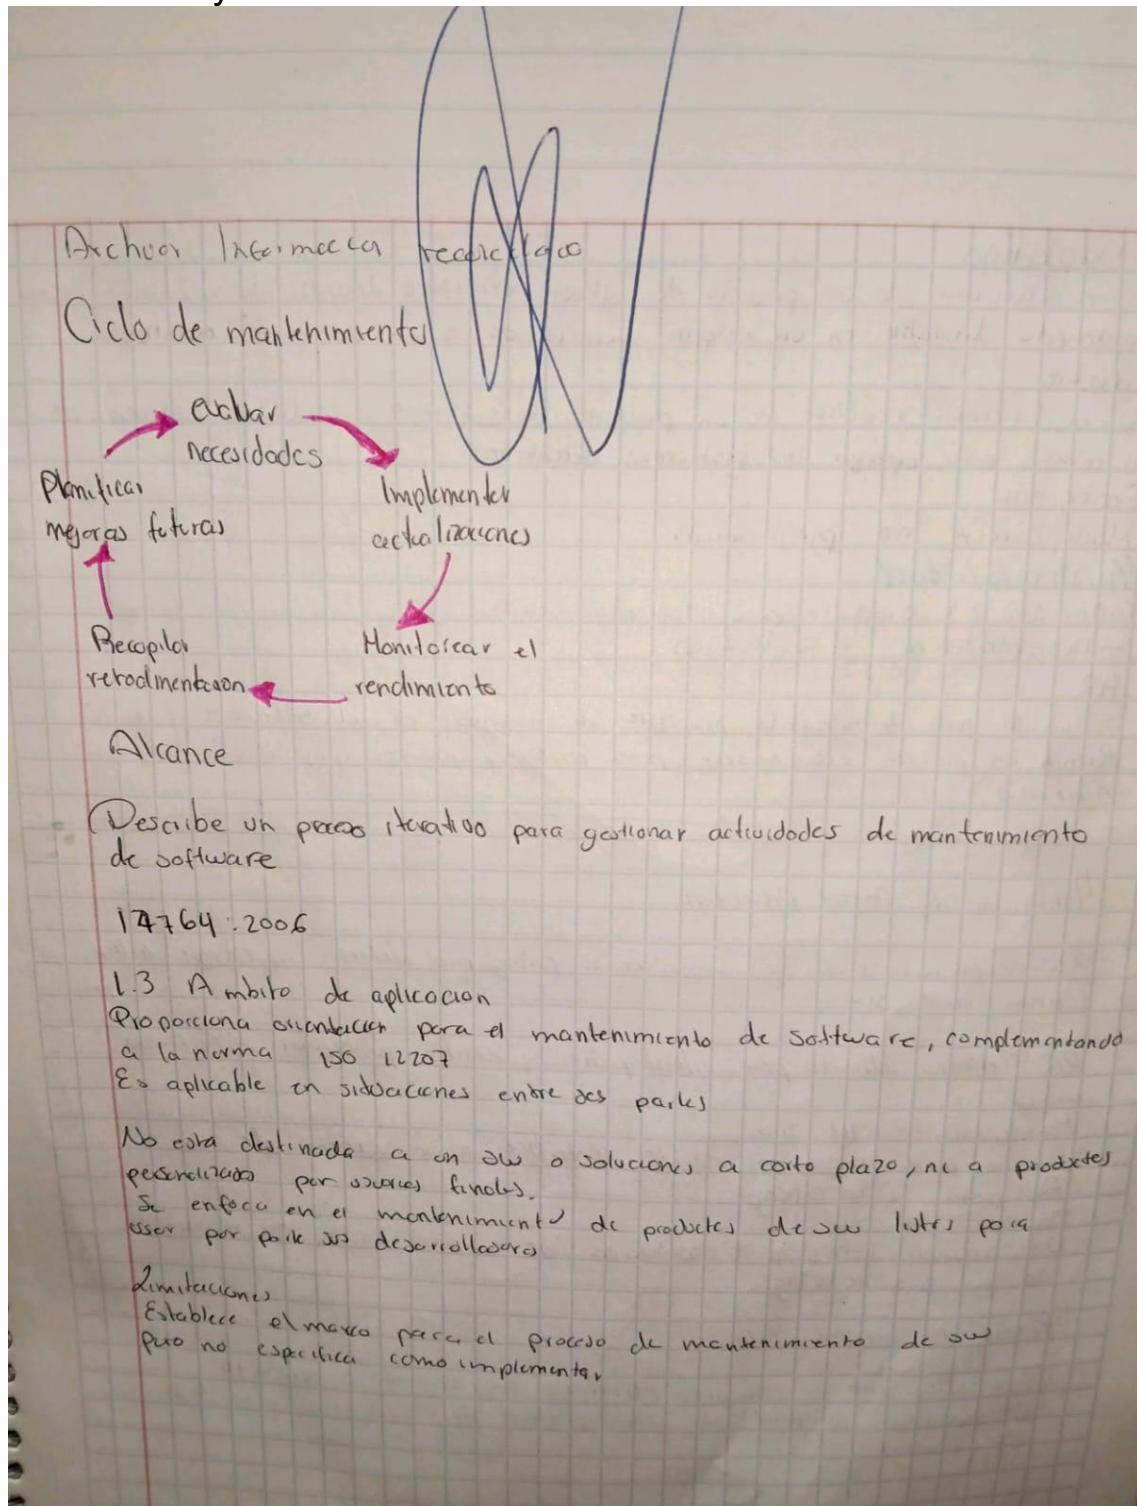 Ciclo de mantenimiento
evaluar
necesidades
Planificar
mejoras futuras
Implementar
actualizaciones
Recopilar
retroalimentacion
Monitorear el
rendimiento
Alcance
Describe un proceso iterativo para gestionar actividades de mantenimiento
de software
14764:2006
1.3 Ambito de aplicacion
Proporciona orientacion para el mantenimiento de software, complementando
a la norma ISO 12207
Es aplicable en situaciones entre dos partes
No esta destinada a un sw o soluciones a corto plazo, ni a productos
personalizados por usuarios finales.
Se enfoca en el mantenimiento de productos de sw listos para
usar por parte sus desarrolladores
Limitaciones
Establece el marco para el proceso de mantenimiento de sw
pero no especifica como implementar